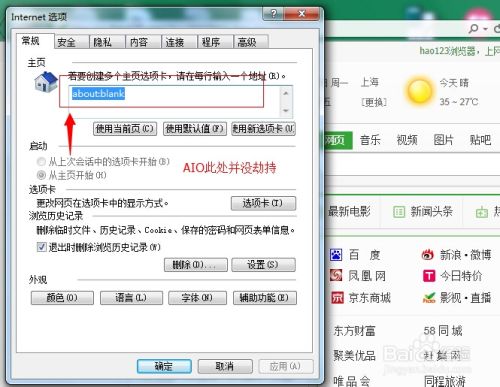 Internet 选项
常规 安全 隐私 内容 连接 程序 高级
主页
若要创建多个主页选项卡，请在每行输入一个地址(R)。
about:blank
使用当前页(C) 使用默认值(F) 使用新选项卡(U)
启动
从上次会话中的选项卡开始(B)
从主页开始(H)
AIO此处并没劫持
选项卡
更改网页在选项卡中的显示方式。 选项卡(T)
浏览历史记录
删除临时文件、历史记录、Cookie、保存的密码和网页表单信息。
退出时删除浏览历史记录(W)
删除(D)... 设置(S)
外观
颜色(O) 语言(L) 字体(N) 辅助功能(E)
确定 取消 应用(A)
hao123浏览器，上网
周一 上海 今天 晴
[更换] 35 ~ 27℃
网页 音乐 视频 图片 贴吧
最新电影 新闻头条
百 度 新浪·微博
凤 凰 网 今日特价
京东商城 影视·直播
东方财富 58 同 城
聚美优品
唯 品 会 同程旅游